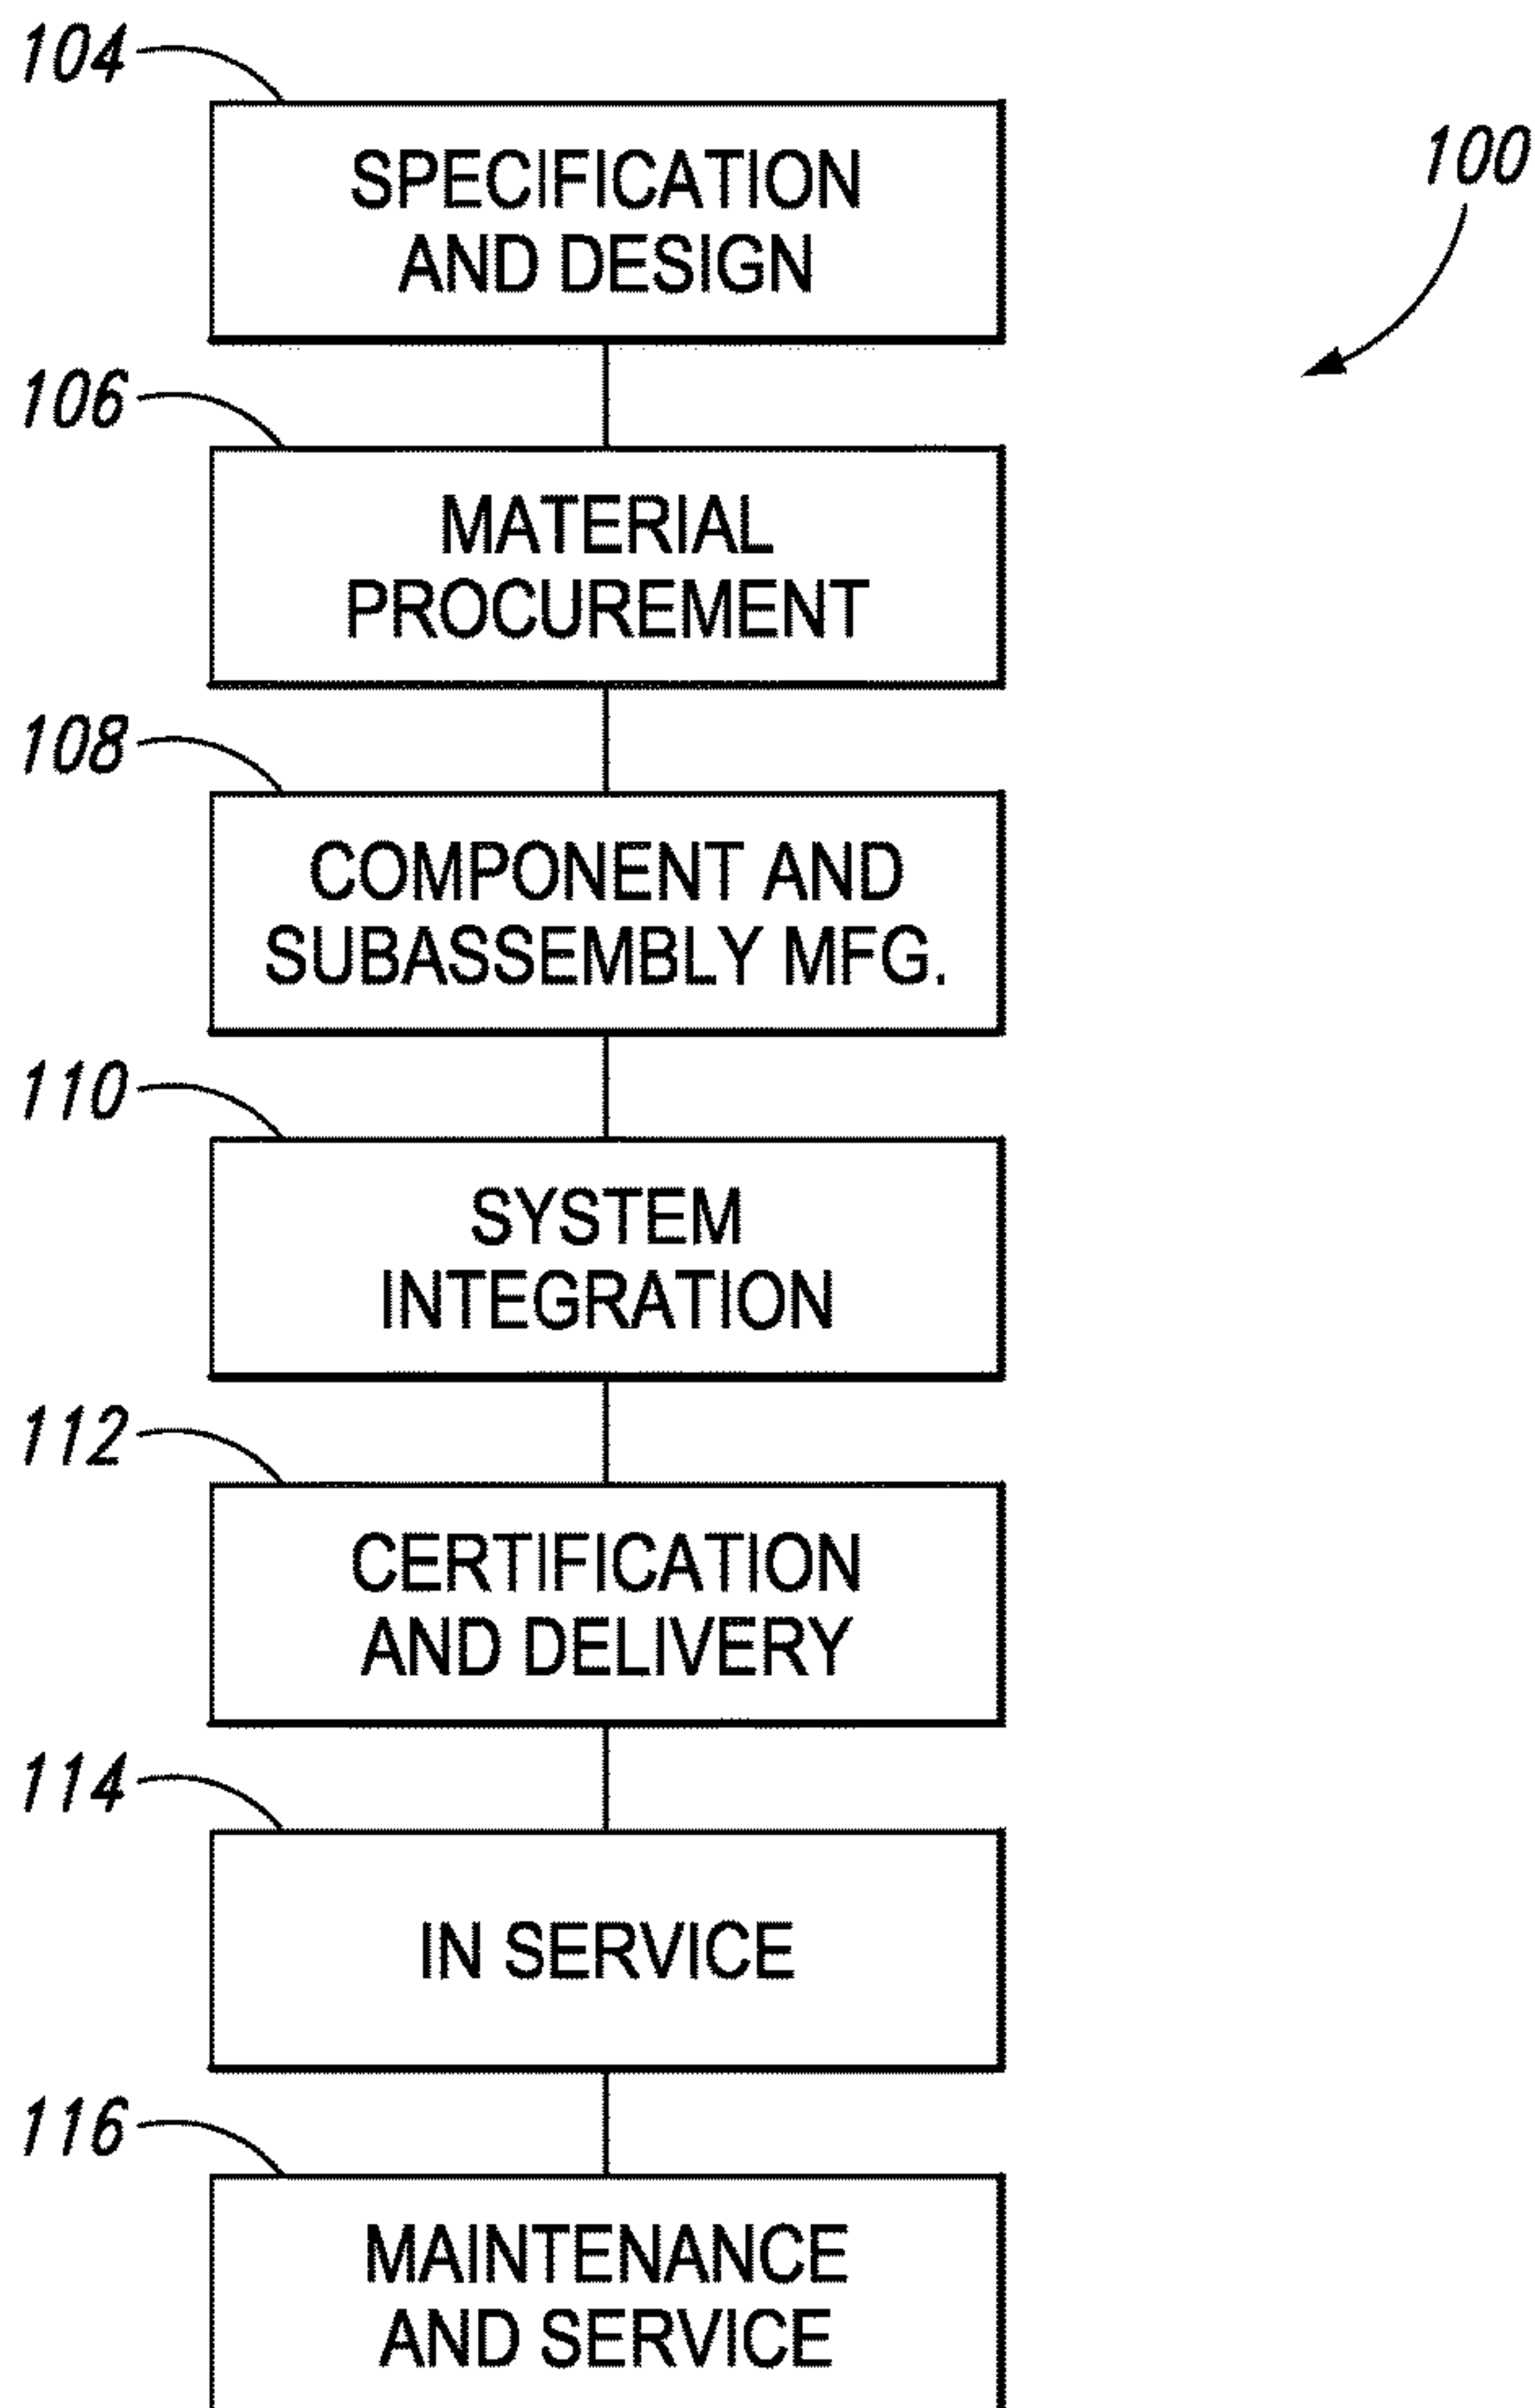 104
SPECIFICATION
AND DESIGN
100
106
MATERIAL
PROCUREMENT
108
COMPONENT AND
SUBASSEMBLY MFG.
110
SYSTEM
INTEGRATION
112
CERTIFICATION
AND DELIVERY
114
IN SERVICE
116
MAINTENANCE
AND SERVICE